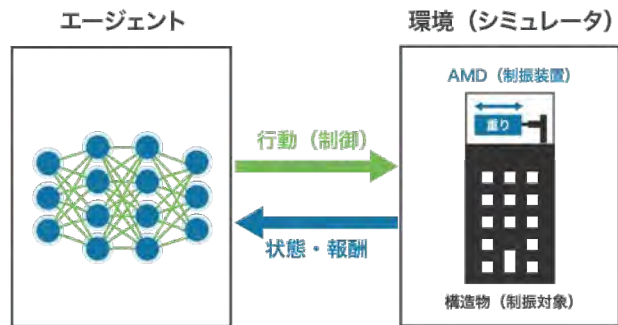 エージェント
環境（シミュレータ）
AMD（制振装置）
重り
行動（制御）
状態・報酬
構造物（制振対象）